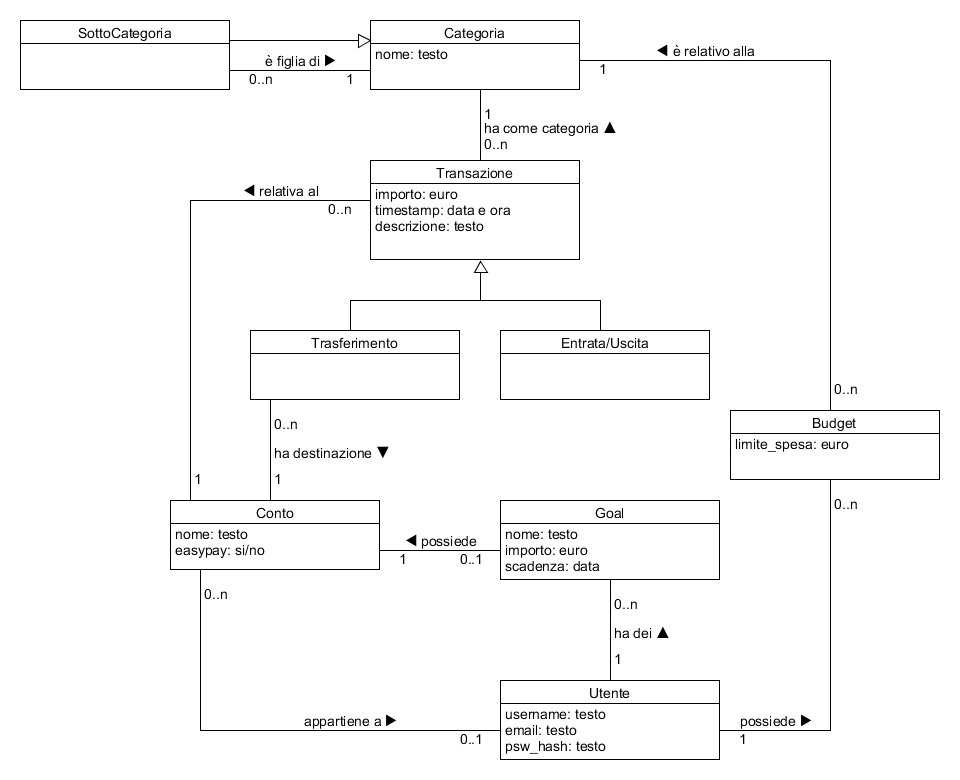 SottoCategoria
Categoria
nome: testo
è figlia di ▶
0..n
1
◀ è relativo alla
1
1
ha come categoria ▲
0..n
Transazione
importo: euro
timestamp: data e ora
descrizione: testo
◀ relativa al
0..n
Trasferimento
Entrata/Uscita
0..n
ha destinazione ▼
1
1
0..n
Budget
limite_spesa: euro
0..n
Conto
nome: testo
easypay: si/no
◀ possiede
1
0..1
Goal
nome: testo
importo: euro
scadenza: data
0..n
0..n
ha dei ▲
1
Utente
username: testo
email: testo
psw_hash: testo
appartiene a ▶
0..1
possiede ▶
1